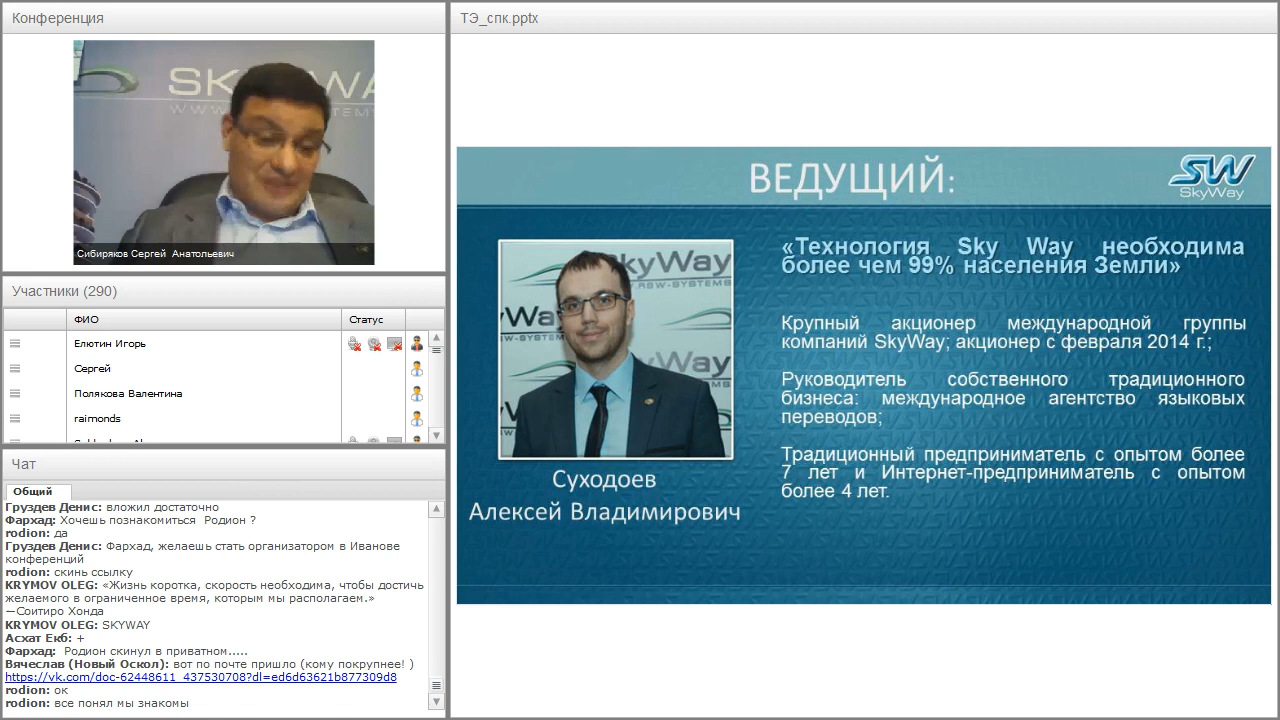 Конференция
SKYWA
WWW
STEMS
Сибиряков Сергей  Анатольевич
Участники (290)
ФИО
Статус
Елютин Игорь
Сергей
Полякова Валентина
raimonds
Чат
Общий
Груздев Денис: вложил достаточно
Фархад: Хочешь познакомиться  Родион ?
rodion: да
Груздев Денис: Фархад, желаешь стать организатором в Иванове
конференций
rodion: скинь ссылку
KRYMOV OLEG: «Жизнь коротка, скорость необходима, чтобы достичь
желаемого в ограниченное время, которым мы располагаем.»
—Соитиро Хонда
KRYMOV OLEG: SKYWAY
Асхат Екб: +
Фархад:  Родион скинул в приватном.....
Вячеслав (Новый Оскол): вот по почте пришло (кому покрупнее! )
https://vk.com/doc-62448611_437530708?dl=ed6d63621b877309d8
rodion: ок
rodion: все понял мы знакомы
ТЭ_спк.pptx
ВЕДУЩИЙ:
SW
SkyWay
kyWay
.RSW-SYSTEMS
Суходоев
Алексей Владимирович
«Технология Sky Way необходима
более чем 99% населения Земли»
Крупный акционер международной группы
компаний SkyWay; акционер с февраля 2014 г.;
Руководитель собственного традиционного
бизнеса: международное агентство языковых
переводов;
Традиционный предприниматель с опытом более
7 лет и Интернет-предприниматель с опытом
более 4 лет.